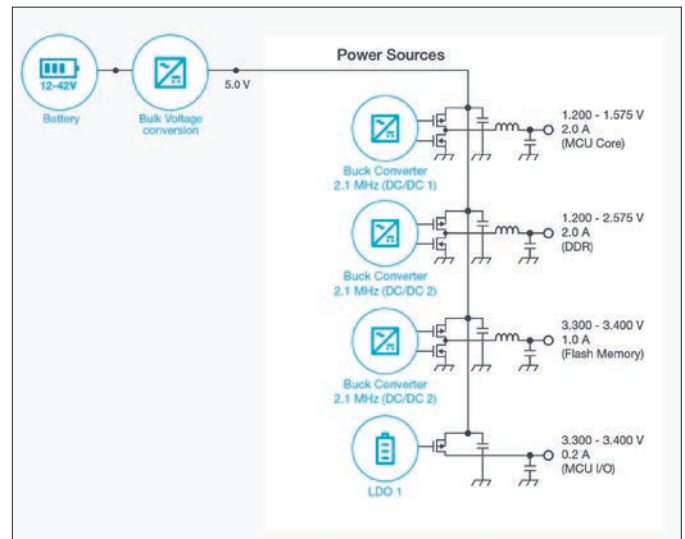 Power Sources
12-42V
Battery
Bulk Voltage
conversion
5.0 V
Buck Converter
2.1 MHz (DC/DC 1)
1.200 - 1.575 V
2.0 A
(MCU Core)
Buck Converter
2.1 MHz (DC/DC 2)
1.200 - 2.575 V
2.0 A
(DDR)
Buck Converter
2.1 MHz (DC/DC 2)
3.300 - 3.400 V
1.0 A
(Flash Memory)
LDO 1
3.300 - 3.400 V
0.2 A
(MCU I/O)